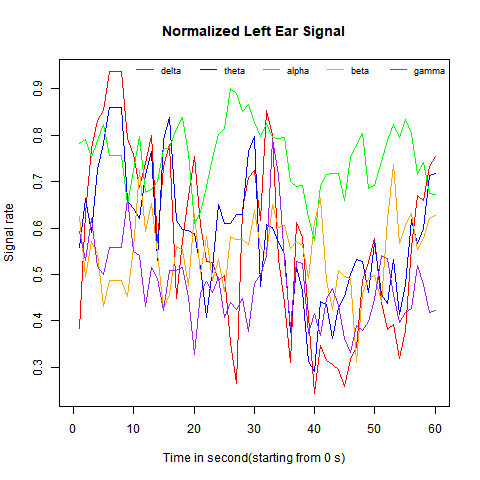 Normalized Left Ear Signal
delta theta alpha beta gamma
Signal rate
0.9
0.8
0.7
0.6
0.5
0.4
0.3
0 10 20 30 40 50 60
Time in second(starting from 0 s)